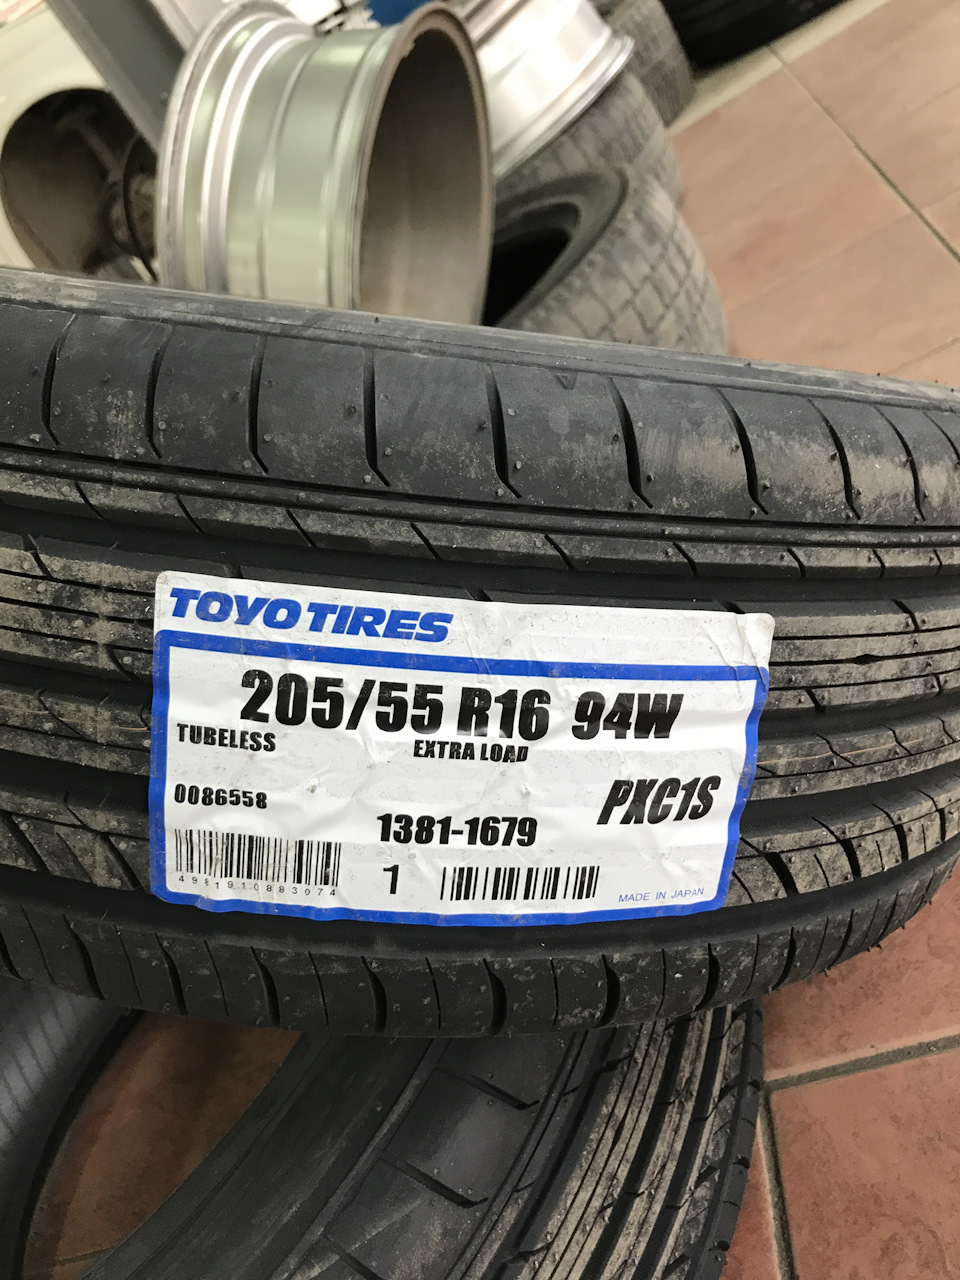 TOYO TIRES
205/55 R16 94W
TUBELESS EXTRA LOAD
0086558 PXC1S
1381-1679
4981910883074 1 MADE IN JAPAN